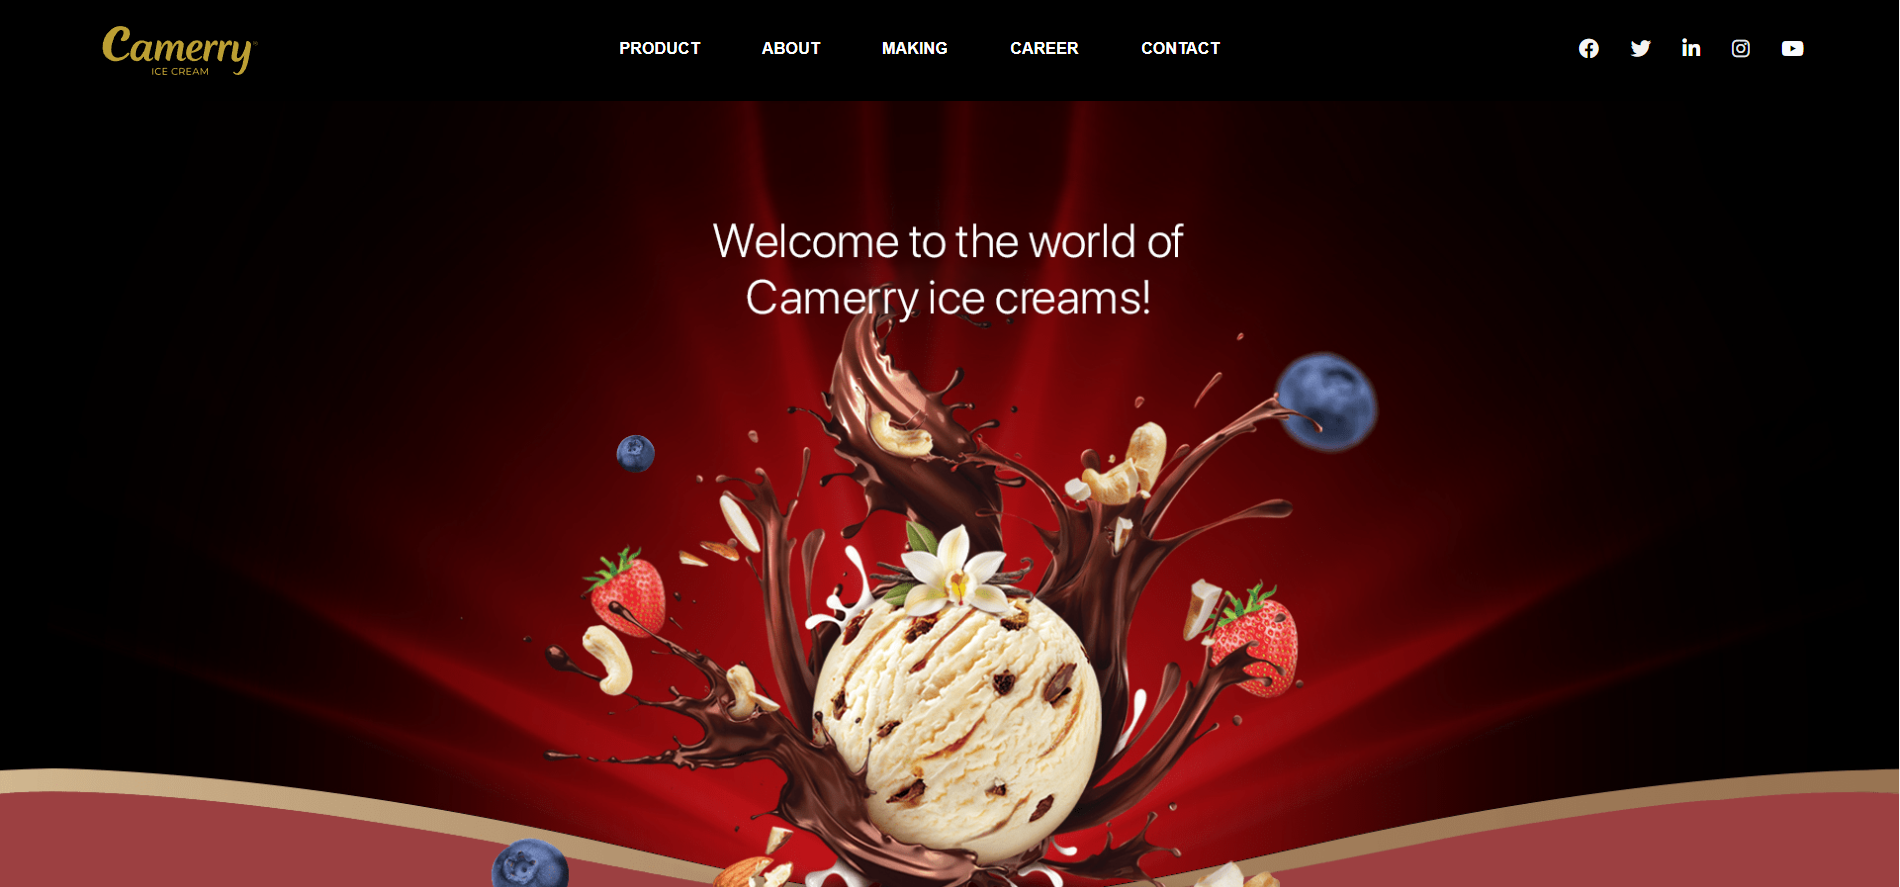 Camerry
ICE CREAM
PRODUCT ABOUT MAKING CAREER CONTACT
Welcome to the world of
Camerry ice creams!